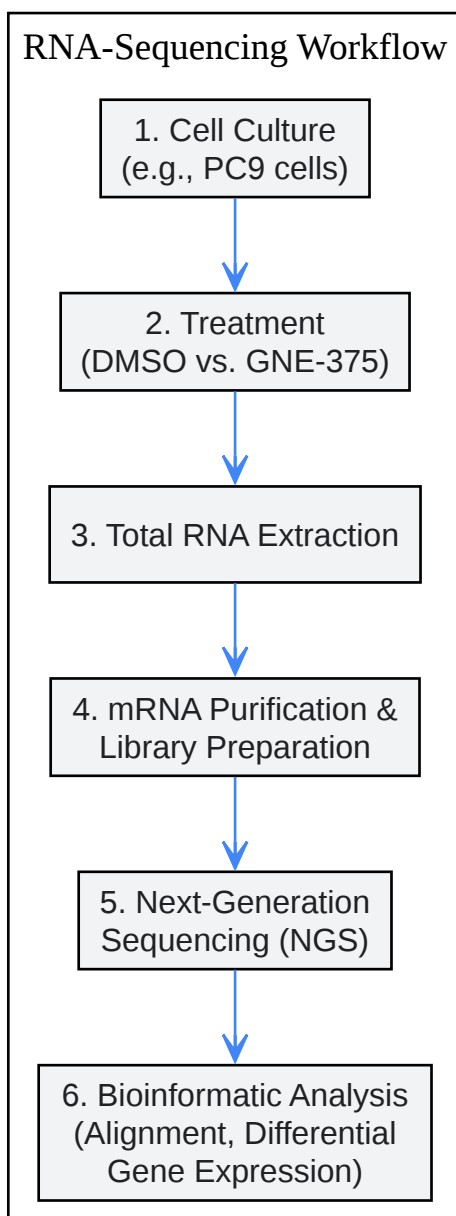 RNA-Sequencing Workflow
1. Cell Culture
(e.g., PC9 cells)
2. Treatment
(DMSO vs. GNE-375)
3. Total RNA Extraction
4. mRNA Purification &
Library Preparation
5. Next-Generation
Sequencing (NGS)
6. Bioinformatic Analysis
(Alignment, Differential
Gene Expression)